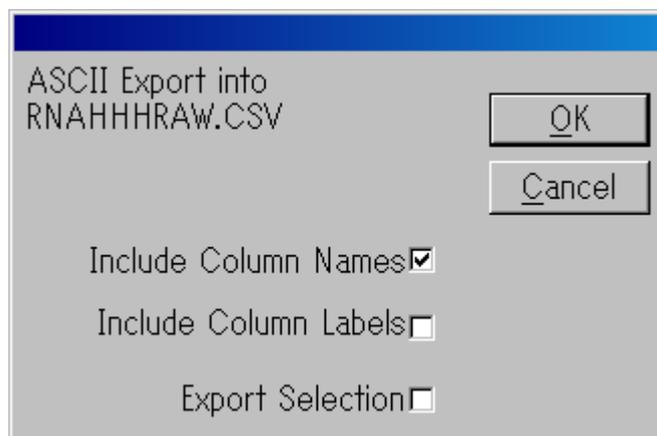 ASCII Export into
RNAHHHRAW.CSV
OK
Cancel
Include Column Names
Include Column Labels
Export Selection